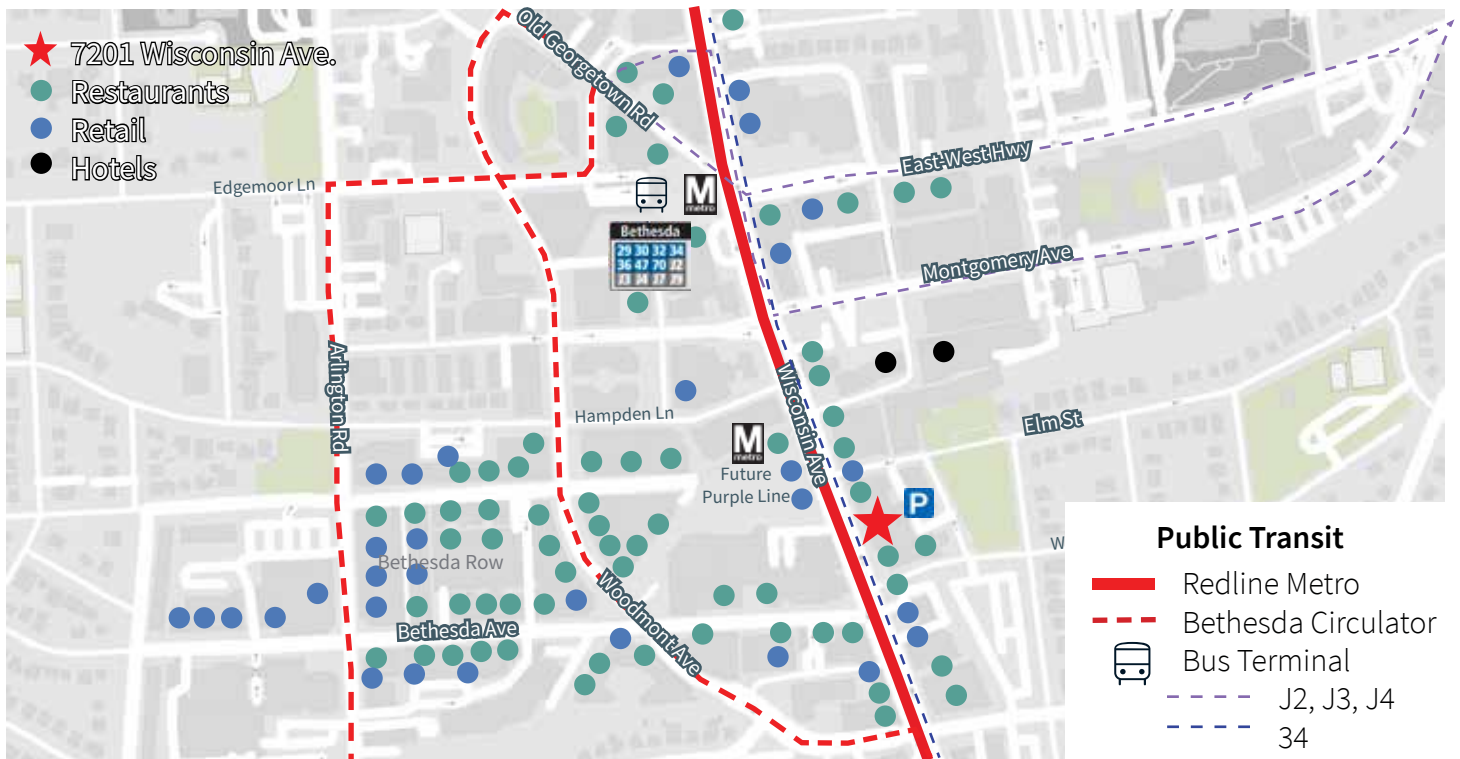 7201 Wisconsin Ave.
Restaurants
Retail
Hotels
Old Georgetown Rd
Edgemoor Ln
East-West Hwy
M
metro
Bethesda
29 30 32 34
36 47 70 J2
Montgomery Ave
Arlington Rd
Wisconsin Ave
Hampden Ln
Elm St
M
metro
Future
Purple Line
P
W
Bethesda Row
Woodmont Ave
Bethesda Ave
Public Transit
Redline Metro
Bethesda Circulator
Bus Terminal
J2, J3, J4
34